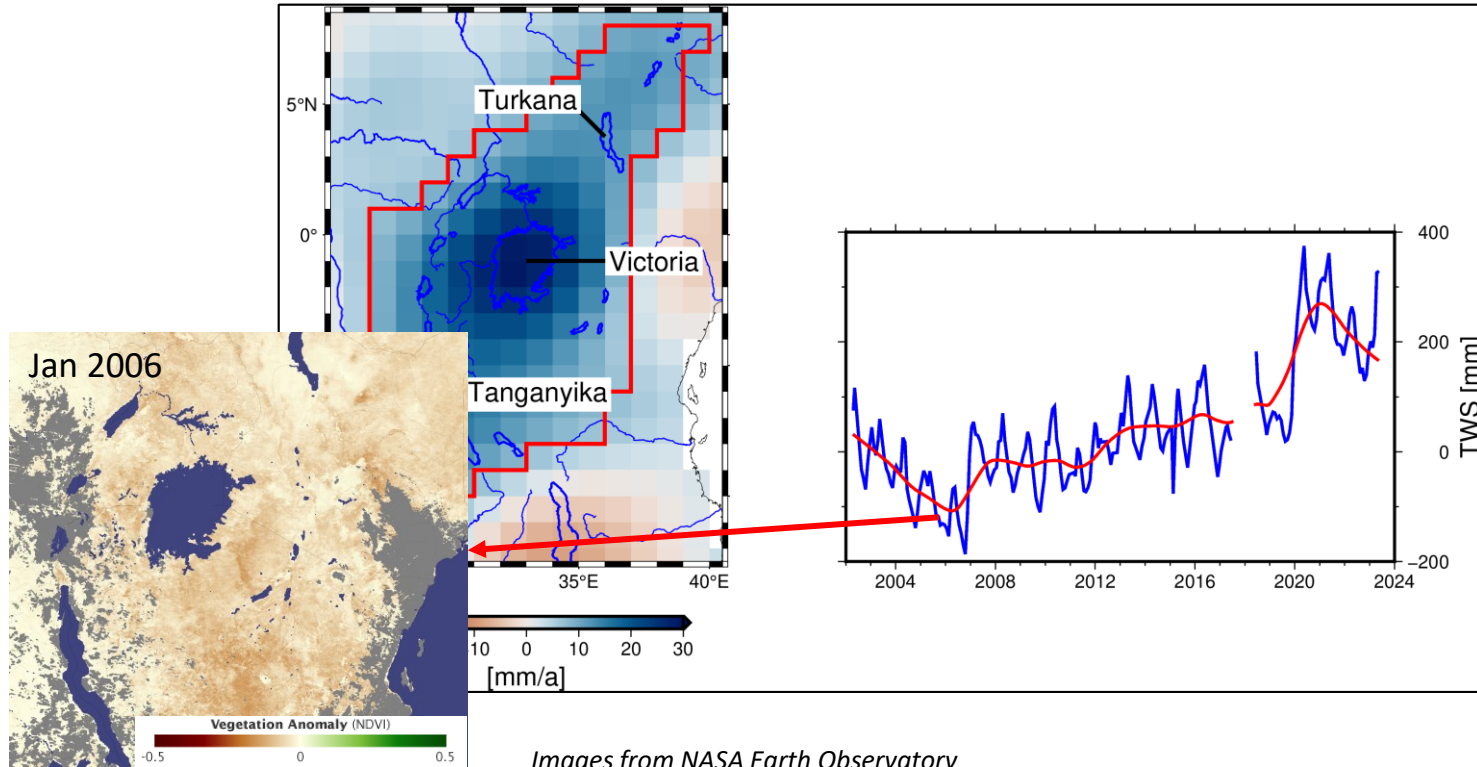 Turkana
5°N
0°
Victoria
Tanganyika
35°E
40°
10 0 10 20 30
[mm/a]
Jan 2006
Vegetation Anomaly (NDVI)
-0.5 0 0.5
400
200
0
−200
TWS [mm]
2004 2008 2012 2016 2020 2024
Images from NASA Earth Observatory